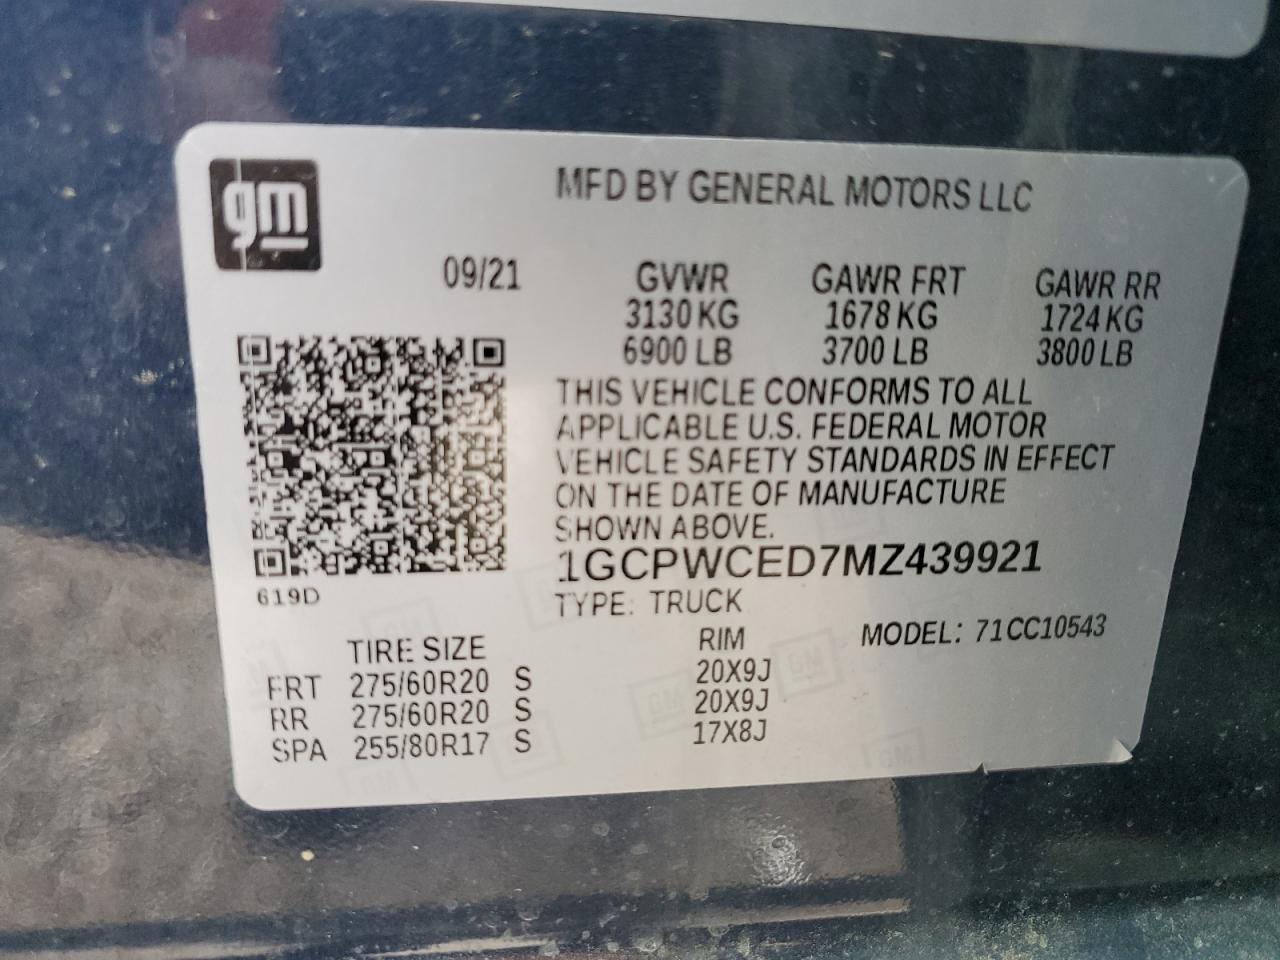 gm
MFD BY GENERAL MOTORS LLC
09/21 GVWR GAWR FRT GAWR RR
3130 KG 1678 KG 1724 KG
6900 LB 3700 LB 3800 LB
THIS VEHICLE CONFORMS TO ALL
APPLICABLE U.S. FEDERAL MOTOR
VEHICLE SAFETY STANDARDS IN EFFECT
ON THE DATE OF MANUFACTURE
SHOWN ABOVE.
1GCPWCED7MZ439921
619D
TYPE: TRUCK
TIRE SIZE RIM MODEL: 71CC10543
FRT 275/60R20 S 20X9J
RR 275/60R20 S 20X9J
SPA 255/80R17 S 17X8J
GM
GM
GM